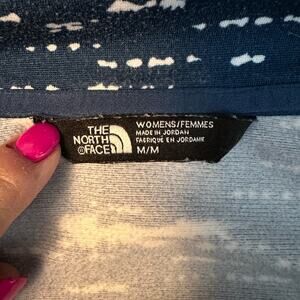 THE
NORTH
FACE
WOMENS/FEMMES
MADE IN JORDAN
FABRIQUÉ EN JORDANIE
M/M